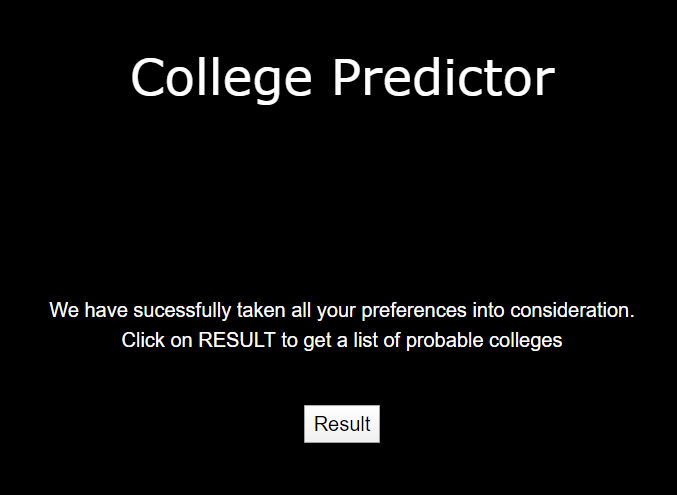 College Predictor
We have sucessfully taken all your preferences into consideration.
Click on RESULT to get a list of probable colleges
Result